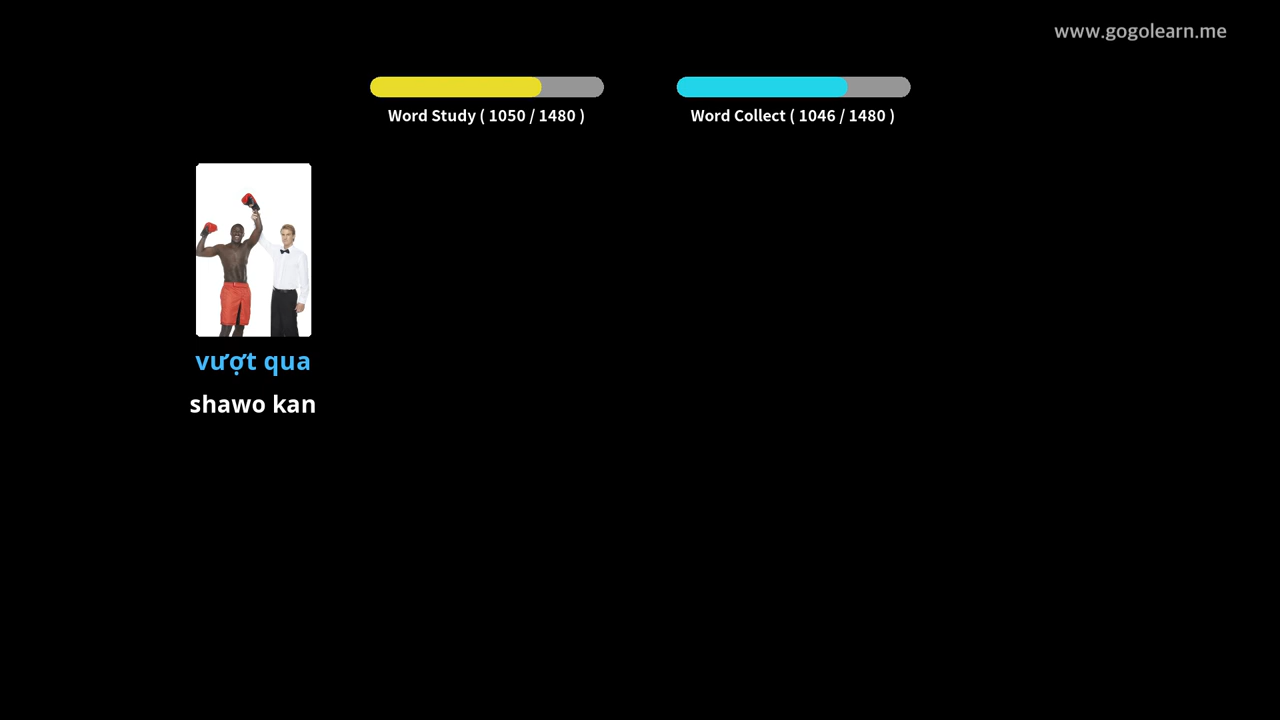 www.gogolearn.me
Word Study ( 1050 / 1480 )
Word Collect ( 1046 / 1480 )
vượt qua
shawo kan